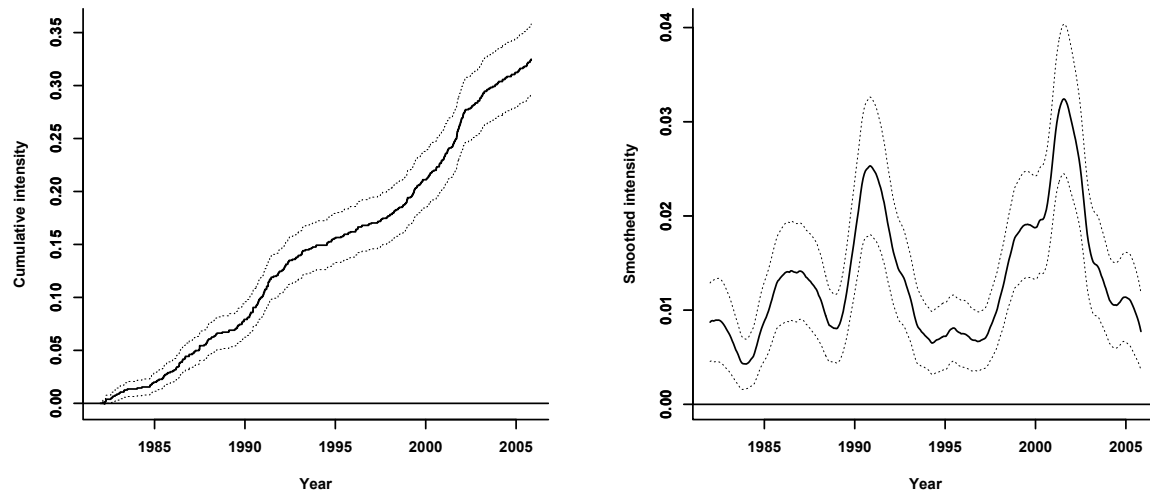 Cumulative intensity
0.00 0.05 0.10 0.15 0.20 0.25 0.30 0.35
1985 1990 1995 2000 2005
Year
Smoothed intensity
0.00 0.01 0.02 0.03 0.04
1985 1990 1995 2000 2005
Year